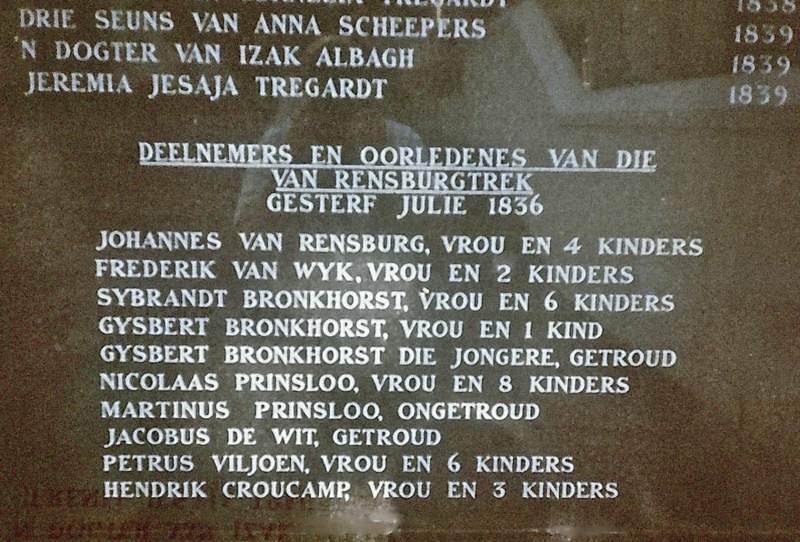 TREGARDT 1838
DRIE SEUNS VAN ANNA SCHEEPERS 1839
'N DOGTER VAN IZAK ALBAGH 1839
JEREMIA JESAJA TREGARDT 1839
DEELNEMERS EN OORLEDENES VAN DIE
VAN RENSBURGTREK
GESTERF JULIE 1836
JOHANNES VAN RENSBURG, VROU EN 4 KINDERS
FREDERIK VAN WYK, VROU EN 2 KINDERS
SYBRANDT BRONKHORST, VROU EN 6 KINDERS
GYSBERT BRONKHORST, VROU EN 1 KIND
GYSBERT BRONKHORST DIE JONGERE, GETROUD
NICOLAAS PRINSLOO, VROU EN 8 KINDERS
MARTINUS PRINSLOO, ONGETROUD
JACOBUS DE WIT, GETROUD
PETRUS VILJOEN, VROU EN 6 KINDERS
HENDRIK CROUCAMP, VROU EN 3 KINDERS